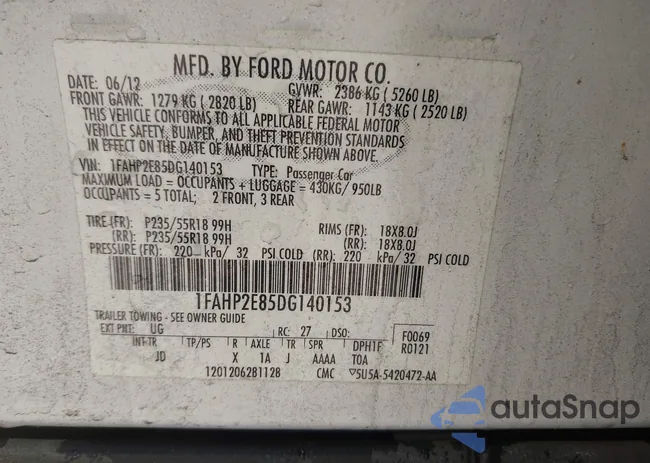 MFD. BY FORD MOTOR CO.
DATE: 06/12 GVWR: 2386 KG ( 5260 LB)
FRONT GAWR: 1279 KG ( 2820 LB) REAR GAWR: 1143 KG ( 2520 LB)
THIS VEHICLE CONFORMS TO ALL APPLICABLE FEDERAL MOTOR
VEHICLE SAFETY, BUMPER, AND THEFT PREVENTION STANDARDS
IN EFFECT ON THE DATE OF MANUFACTURE SHOWN ABOVE.
VIN: 1FAHP2E85DG140153 TYPE: Passenger Car
MAXIMUM LOAD = OCCUPANTS + LUGGAGE = 430KG/ 950LB
OCCUPANTS = 5 TOTAL; 2 FRONT, 3 REAR
TIRE (FR): P235/55R18 99H RIMS (FR): 18X8.0J
(RR): P235/55R18 99H (RR): 18X8.0J
PRESSURE (FR): 220 kPa/ 32 PSI COLD (RR): 220 kPa/ 32 PSI COLD
1FAHP2E85DG140153
TRAILER TOWING - SEE OWNER GUIDE
EXT PNT: UG RC: 27 DSO: F0069
INT-TR TP/PS R AXLE TR SPR DPH1F R0121
JD X 1A J AAAA T0A
1201206281128 CMC 5U5A-5420472-AA
autoSnap